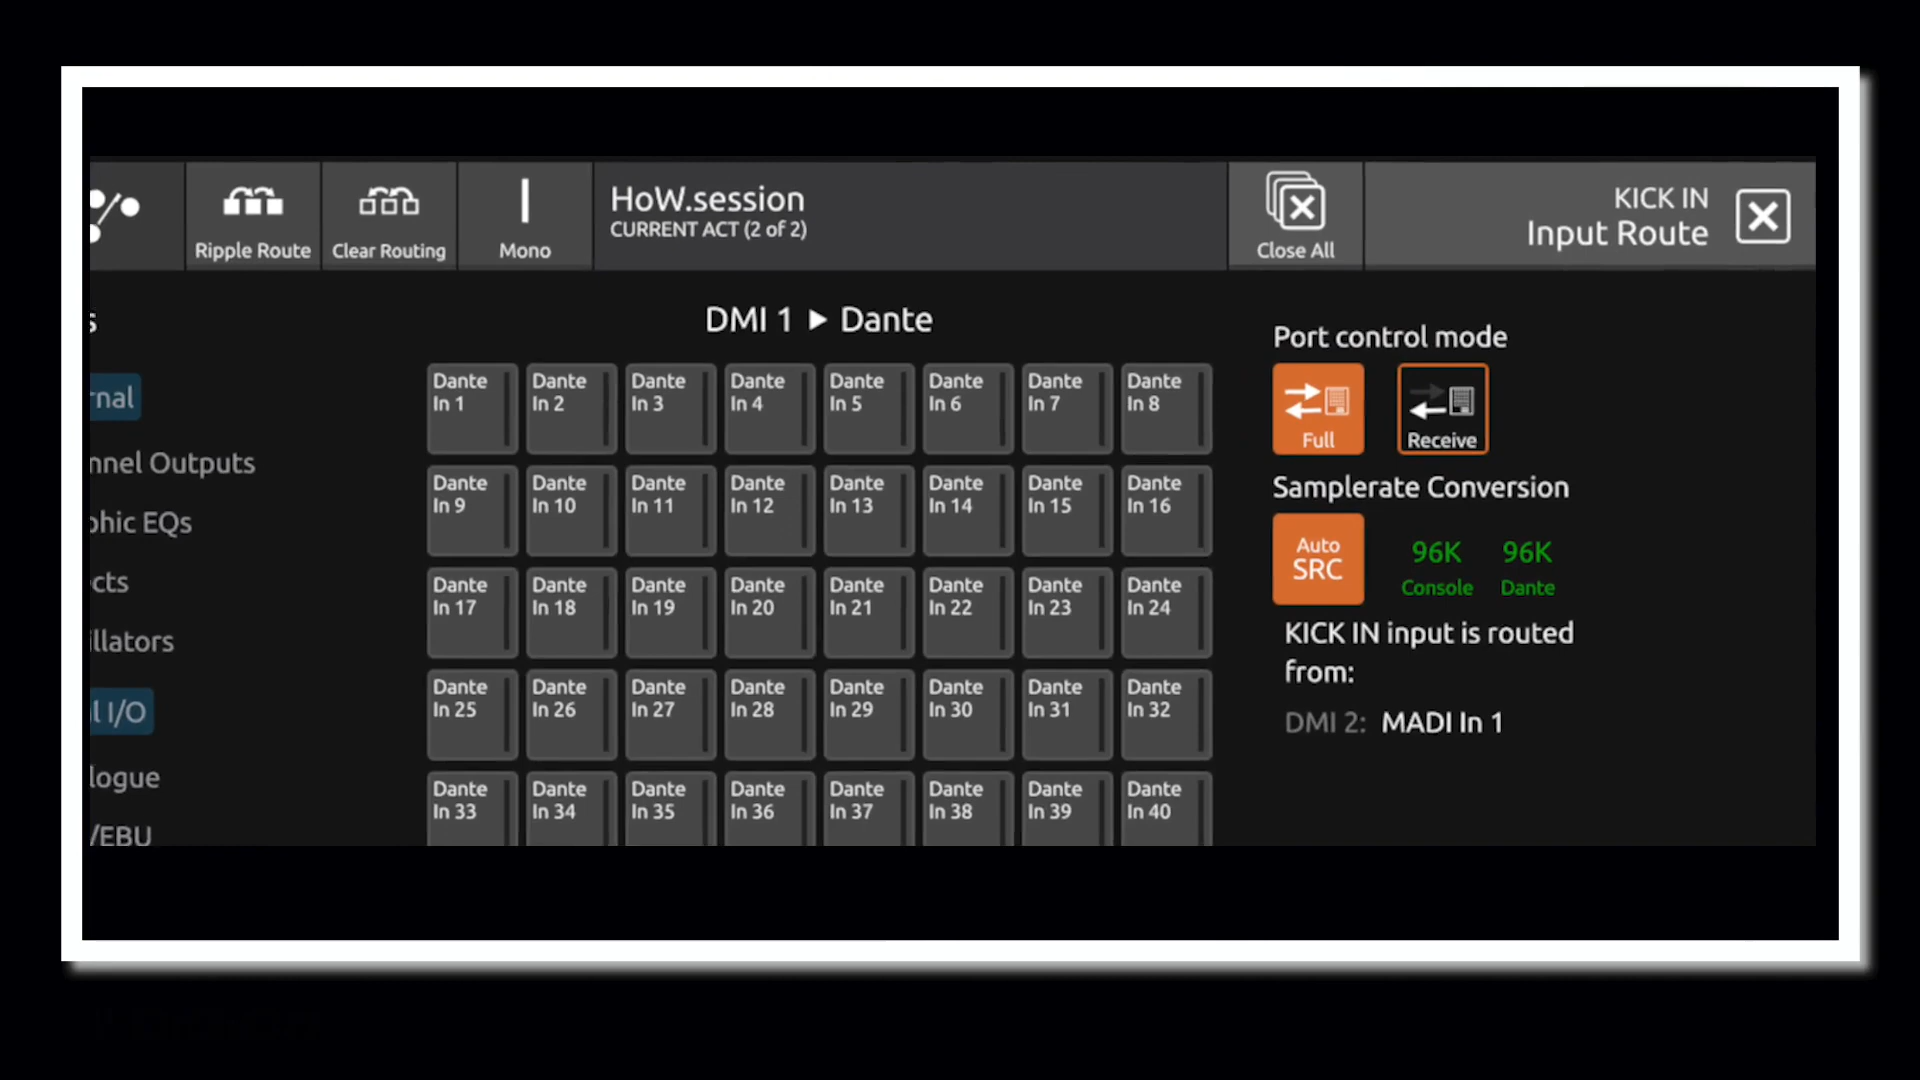 Ripple Route
Clear Routing
Mono
HoW.session
CURRENT ACT (2 of 2)
Close All
KICK IN
Input Route
s
rnal
nnel Outputs
phic EQs
cts
illators
l I/O
logue
/EBU
DMI 1 ▶ Dante
Dante In 1
Dante In 2
Dante In 3
Dante In 4
Dante In 5
Dante In 6
Dante In 7
Dante In 8
Dante In 9
Dante In 10
Dante In 11
Dante In 12
Dante In 13
Dante In 14
Dante In 15
Dante In 16
Dante In 17
Dante In 18
Dante In 19
Dante In 20
Dante In 21
Dante In 22
Dante In 23
Dante In 24
Dante In 25
Dante In 26
Dante In 27
Dante In 28
Dante In 29
Dante In 30
Dante In 31
Dante In 32
Dante In 33
Dante In 34
Dante In 35
Dante In 36
Dante In 37
Dante In 38
Dante In 39
Dante In 40
Port control mode
Full
Receive
Samplerate Conversion
Auto
SRC
96K
Console
96K
Dante
KICK IN input is routed
from:
DMI 2: MADI In 1